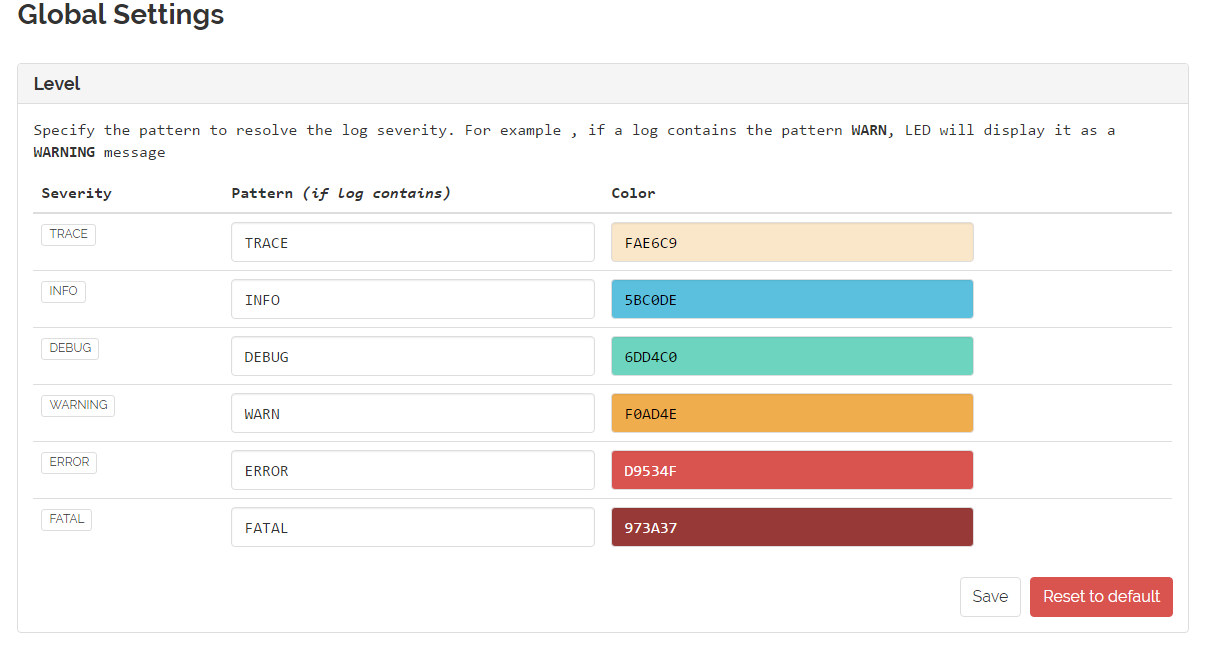 Global Settings
Level
Specify the pattern to resolve the log severity. For example , if a log contains the pattern WARN, LED will display it as a
WARNING message
Severity Pattern (if log contains) Color
TRACE TRACE FAE6C9
INFO INFO 5BC0DE
DEBUG DEBUG 6DD4C0
WARNING WARN F0AD4E
ERROR ERROR D9534F
FATAL FATAL 973A37
Save Reset to default